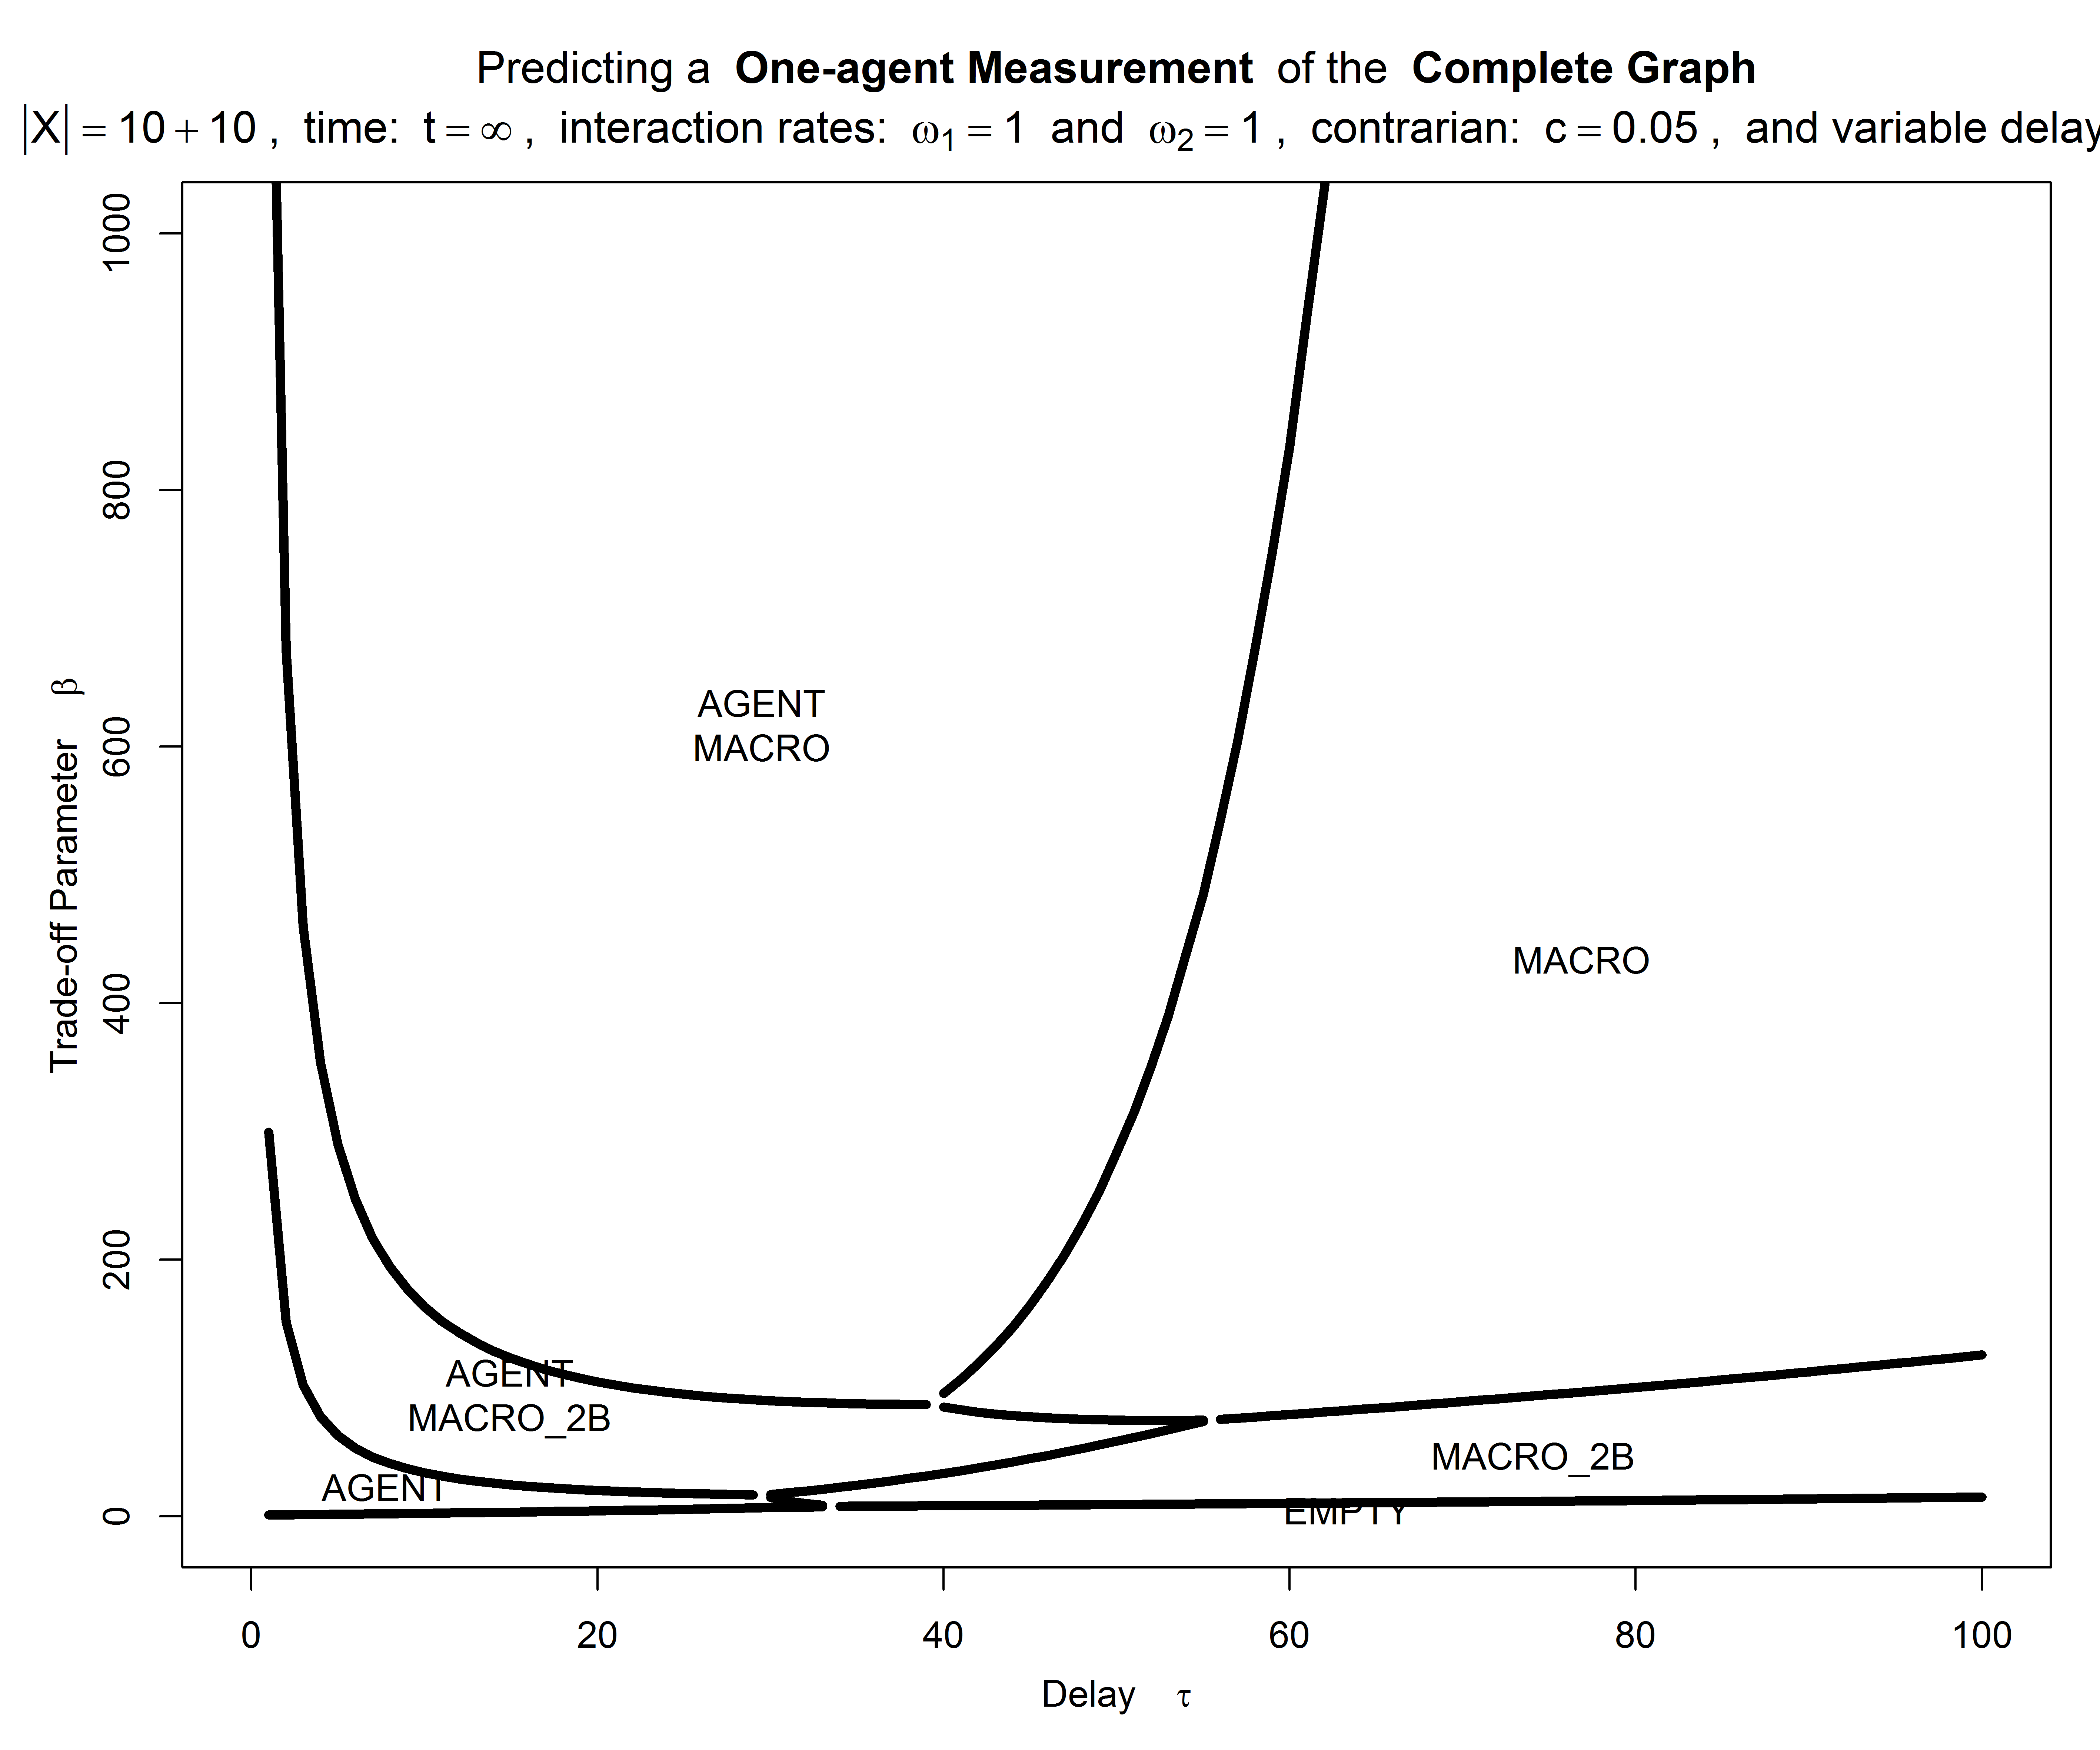 Predicting a One-agent Measurement of the Complete Graph
|X| = 10 + 10 , time: t = ∞ , interaction rates: ω1 = 1 and ω2 = 1 , contrarian: c = 0.05 , and variable delay
1000
800
600
400
200
0
Trade-off Parameter β
AGENT
MACRO
MACRO
AGENT
MACRO_2B
MACRO_2B
AGENT
EMPTY
0 20 40 60 80 100
Delay τ